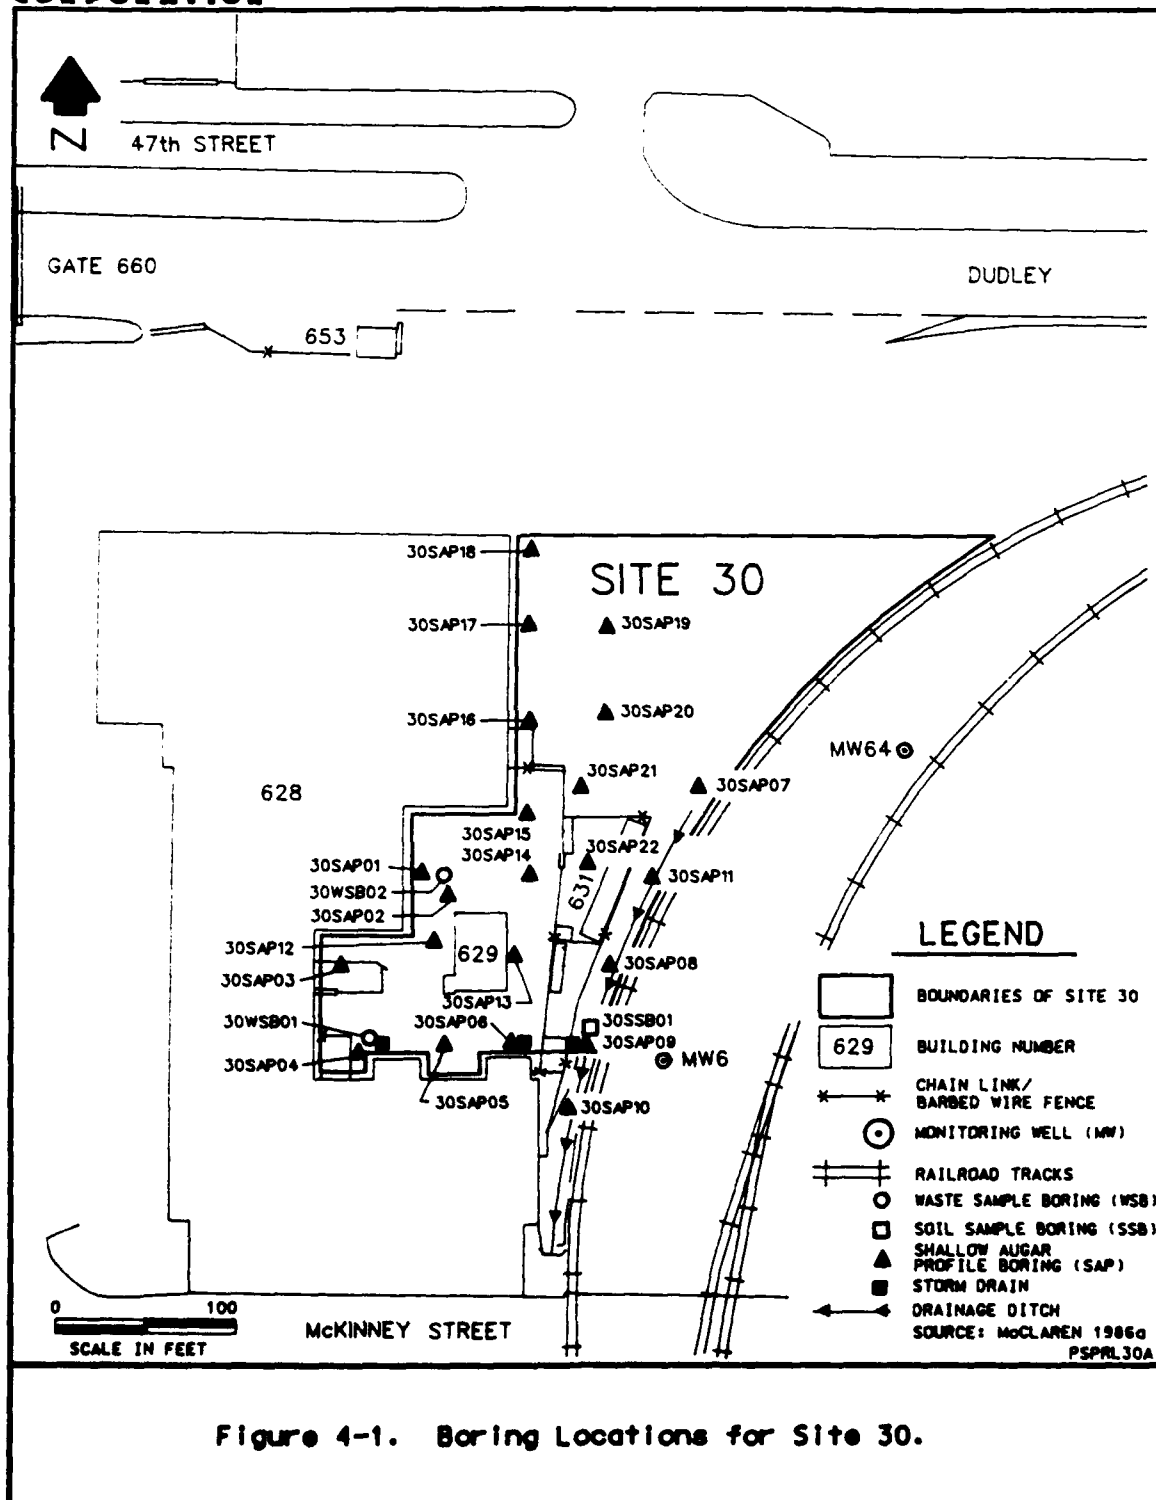 N
47th STREET
GATE 660
DUDLEY
653
SITE 30
30SAP18
30SAP17
30SAP19
30SAP16
30SAP20
MW64
30SAP21
30SAP07
628
30SAP15
30SAP14
30SAP22
30SAP01
30WSB02
30SAP11
631
30SAP02
30SAP12
629
30SAP03
30SAP08
30SAP13
30WSB01
30SAP06
30SSB01
30SAP09
30SAP04
MW6
30SAP05
30SAP10
LEGEND
BOUNDARIES OF SITE 30
629
BUILDING NUMBER
CHAIN LINK/
BARBED WIRE FENCE
MONITORING WELL (MW)
RAILROAD TRACKS
WASTE SAMPLE BORING (WSB)
SOIL SAMPLE BORING (SSB)
SHALLOW AUGAR
PROFILE BORING (SAP)
STORM DRAIN
DRAINAGE DITCH
SOURCE: McCLAREN 1986a
PSPRL30A
0 100
SCALE IN FEET
McKINNEY STREET
Figure 4-1. Boring Locations for Site 30.